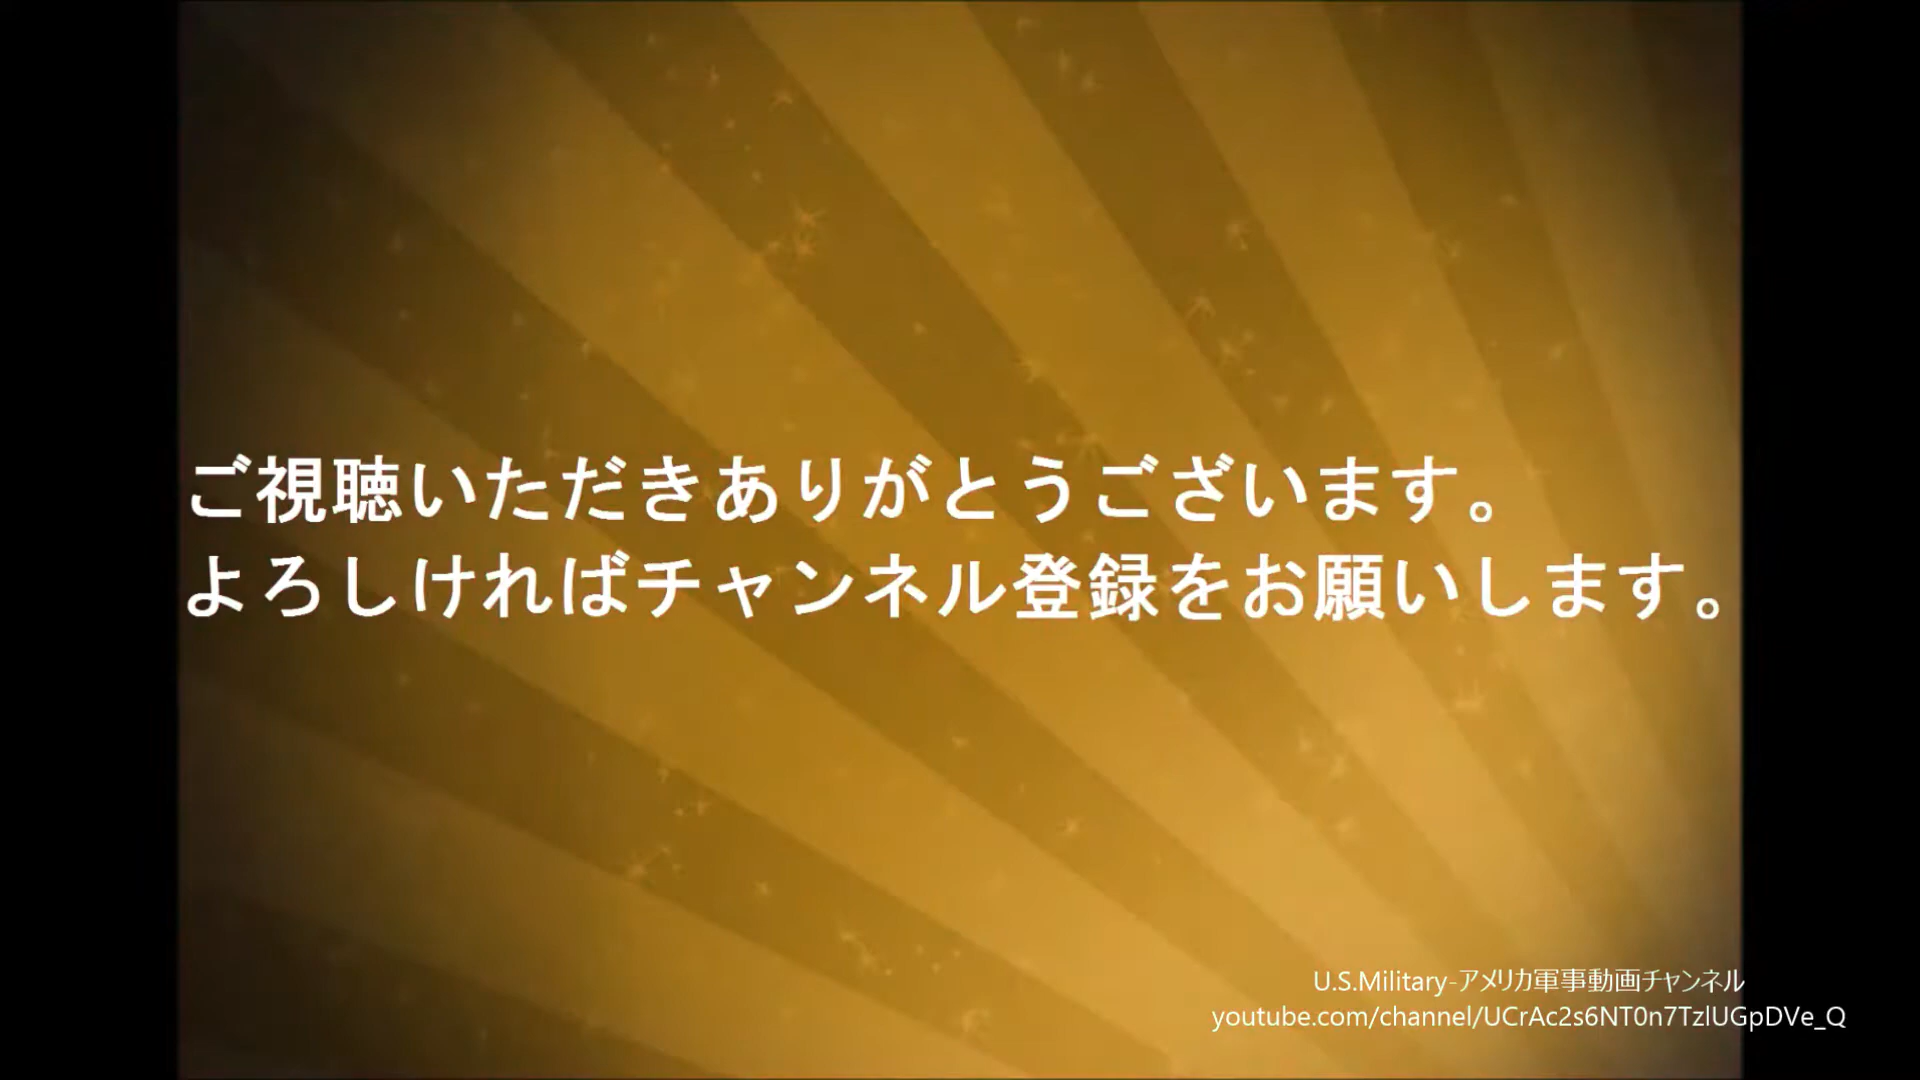 ご視聴いただきありがとうございます。
よろしければチャンネル登録をお願いします。
U.S.Military-アメリカ軍事動画チャンネル
youtube.com/channel/UCrAc2s6NT0n7TzlUGpDVe_Q